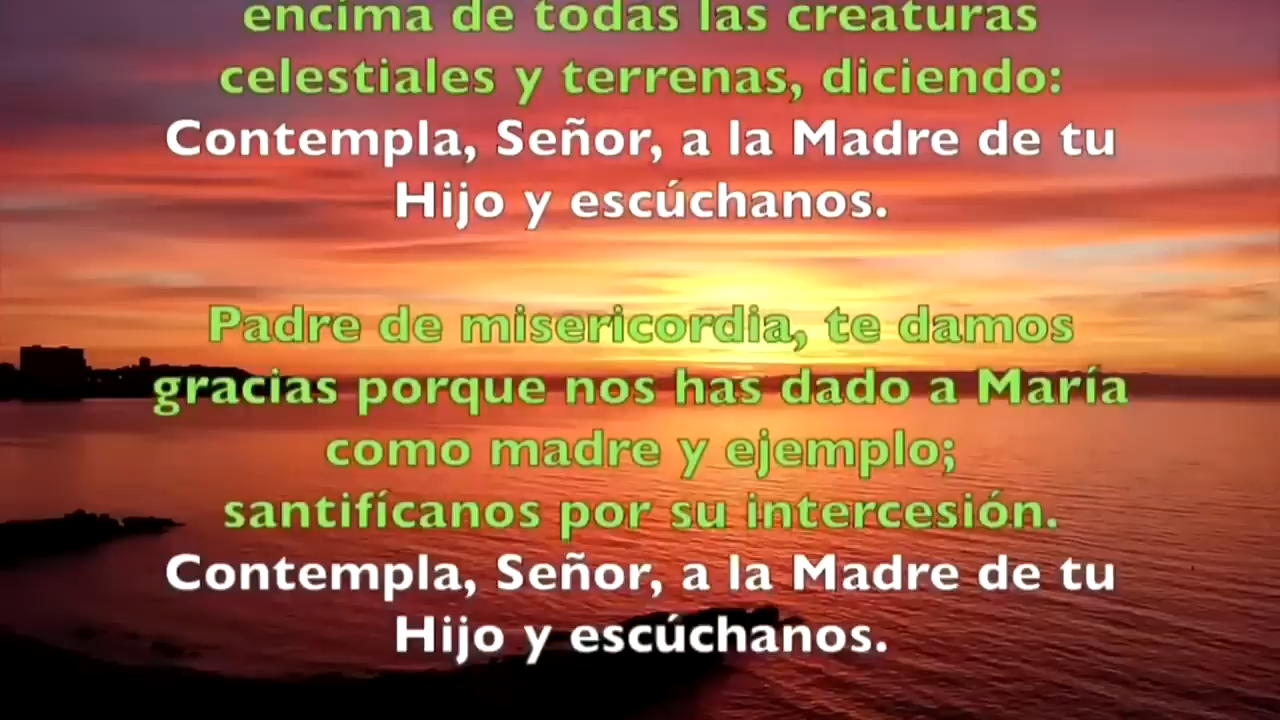 encima de todas las creaturas
celestiales y terrenas, diciendo:
Contempla, Señor, a la Madre de tu
Hijo y escúchanos.
Padre de misericordia, te damos
gracias porque nos has dado a María
como madre y ejemplo;
santifícanos por su intercesión.
Contempla, Señor, a la Madre de tu
Hijo y escúchanos.